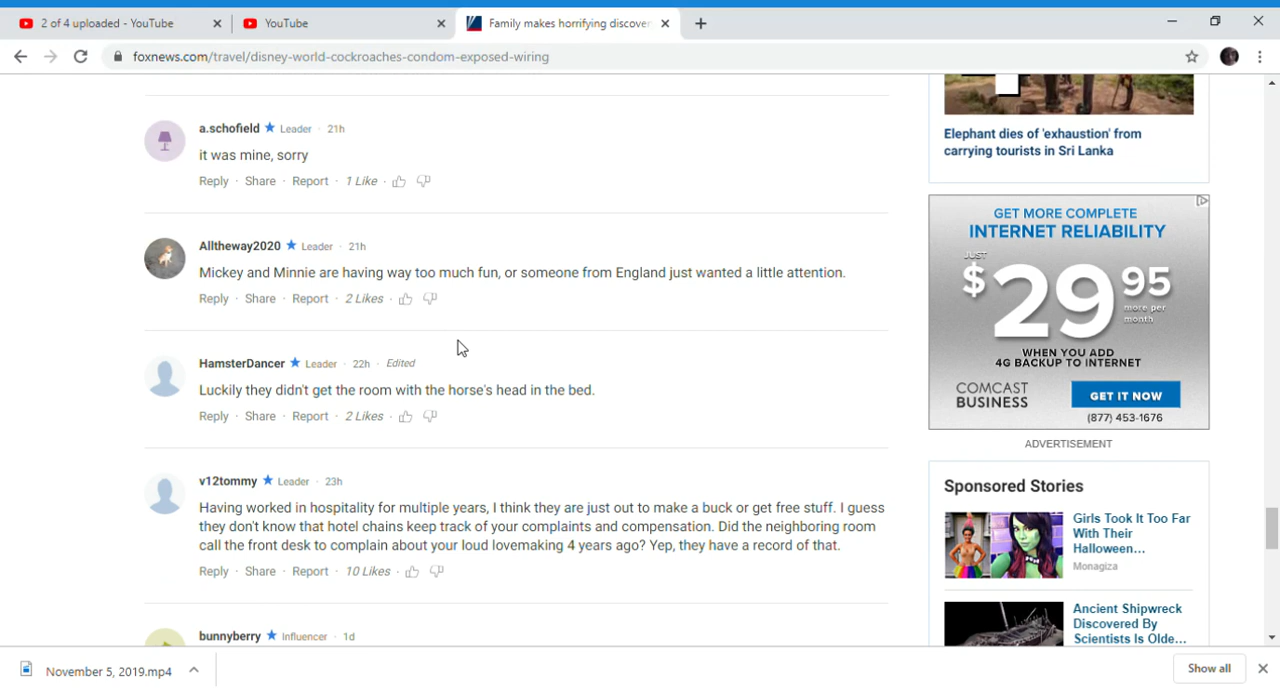 2 of 4 uploaded - YouTube
YouTube
Family makes horrifying discover
foxnews.com/travel/disney-world-cockroaches-condom-exposed-wiring
a.schofield Leader · 21h
it was mine, sorry
Reply · Share · Report · 1 Like ·
Alltheway2020 Leader · 21h
Mickey and Minnie are having way too much fun, or someone from England just wanted a little attention.
Reply · Share · Report · 2 Likes ·
HamsterDancer Leader · 22h · Edited
Luckily they didn't get the room with the horse's head in the bed.
Reply · Share · Report · 2 Likes ·
v12tommy Leader · 23h
Having worked in hospitality for multiple years, I think they are just out to make a buck or get free stuff. I guess
they don't know that hotel chains keep track of your complaints and compensation. Did the neighboring room
call the front desk to complain about your loud lovemaking 4 years ago? Yep, they have a record of that.
Reply · Share · Report · 10 Likes ·
bunnyberry Influencer · 1d
Elephant dies of 'exhaustion' from
carrying tourists in Sri Lanka
GET MORE COMPLETE
INTERNET RELIABILITY
JUST
$29 95
more per
month
WHEN YOU ADD
4G BACKUP TO INTERNET
COMCAST
BUSINESS
GET IT NOW
(877) 453-1676
ADVERTISEMENT
Sponsored Stories
Girls Took It Too Far
With Their
Halloween...
Monagiza
Ancient Shipwreck
Discovered By
Scientists Is Olde...
November 5, 2019.mp4
Show all